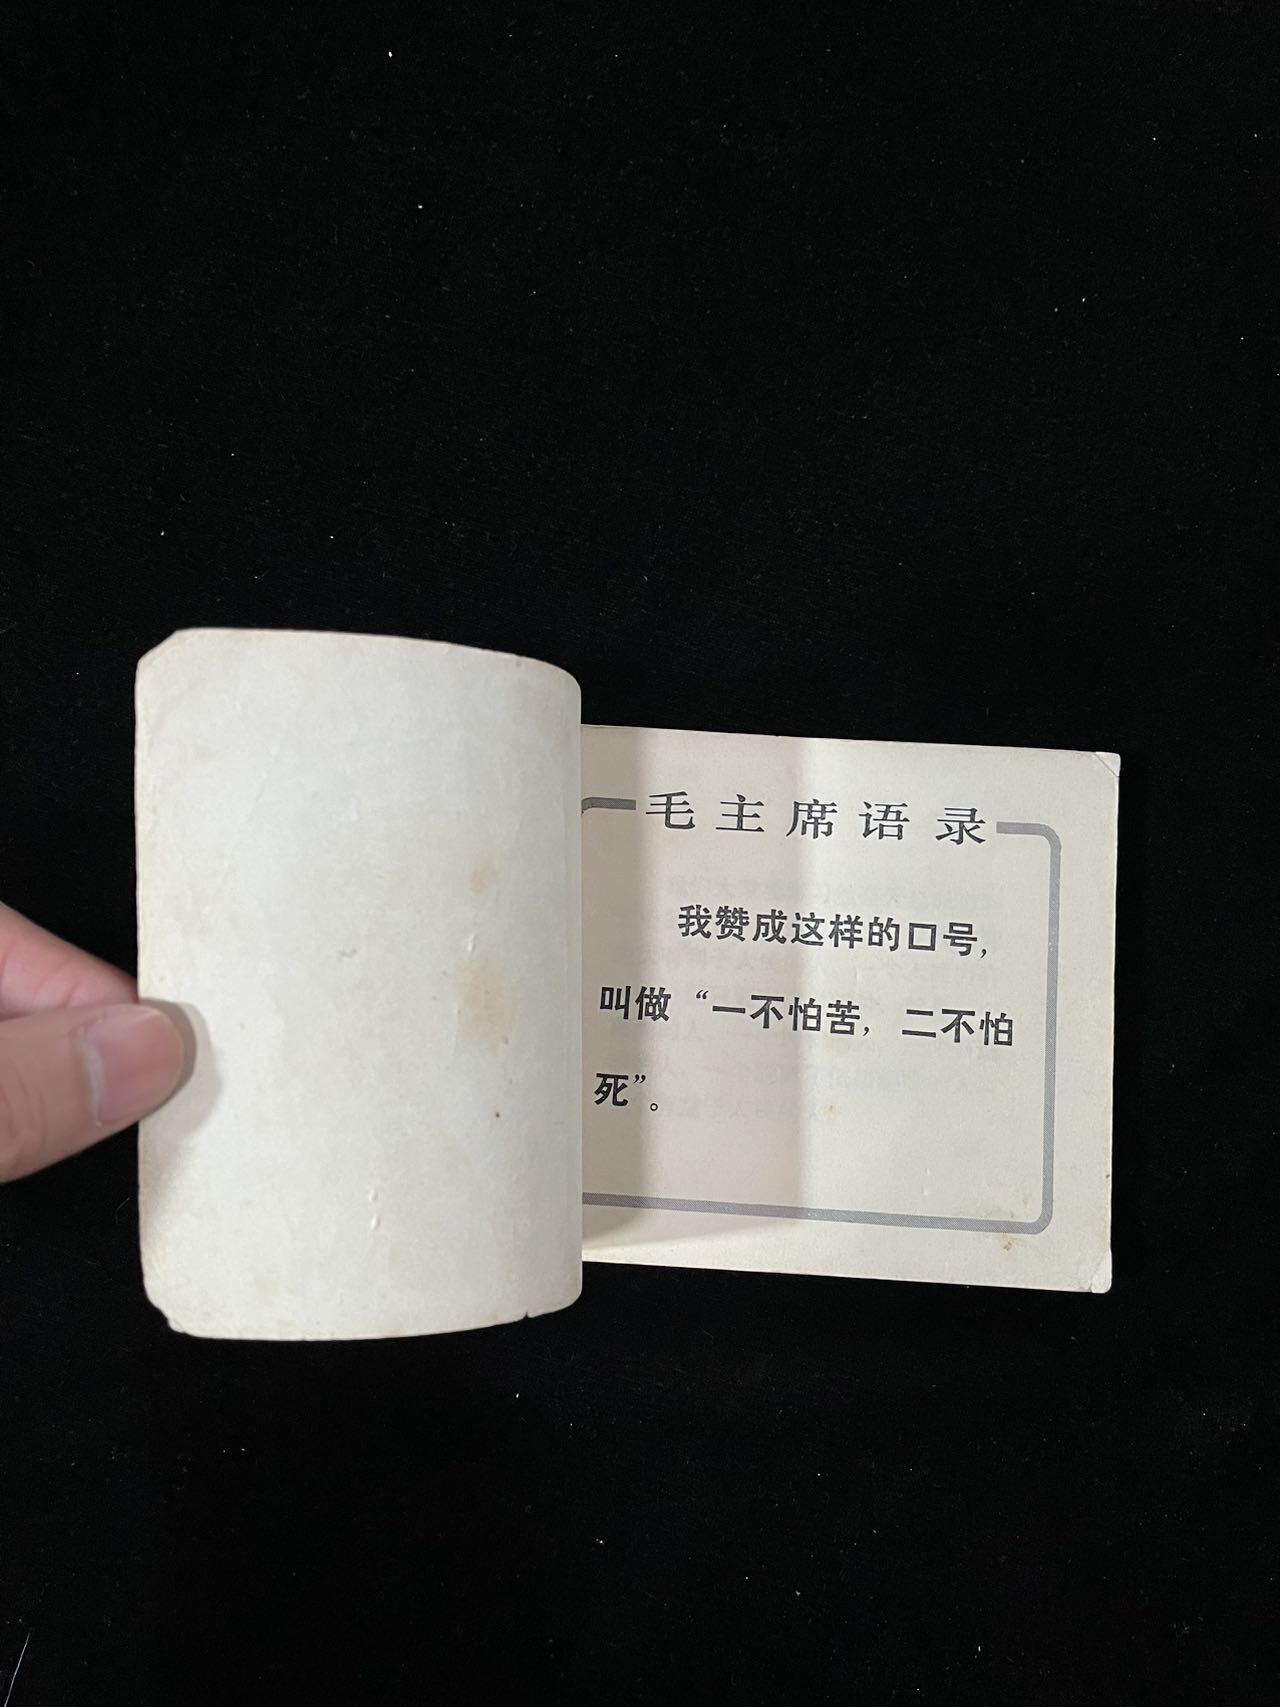 毛主席语录
我赞成这样的口号，
叫做“一不怕苦，二不怕
死”。